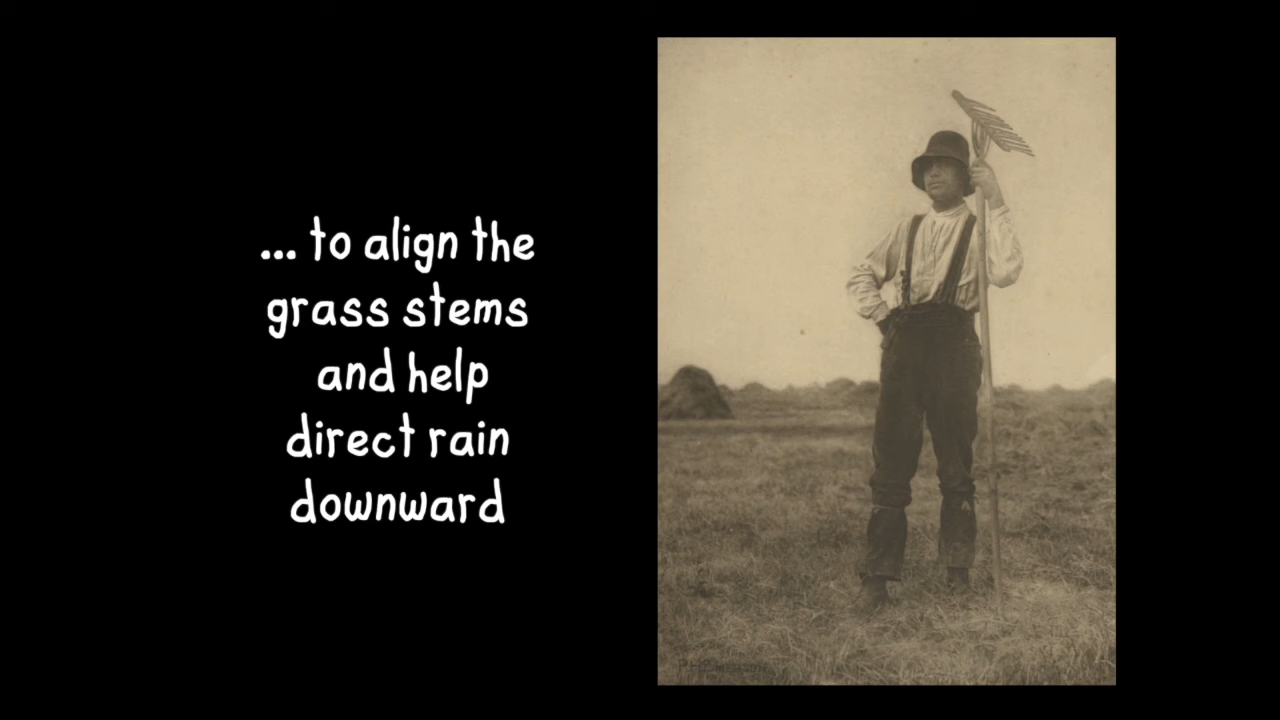 ... to align the
grass stems
and help
direct rain
downward